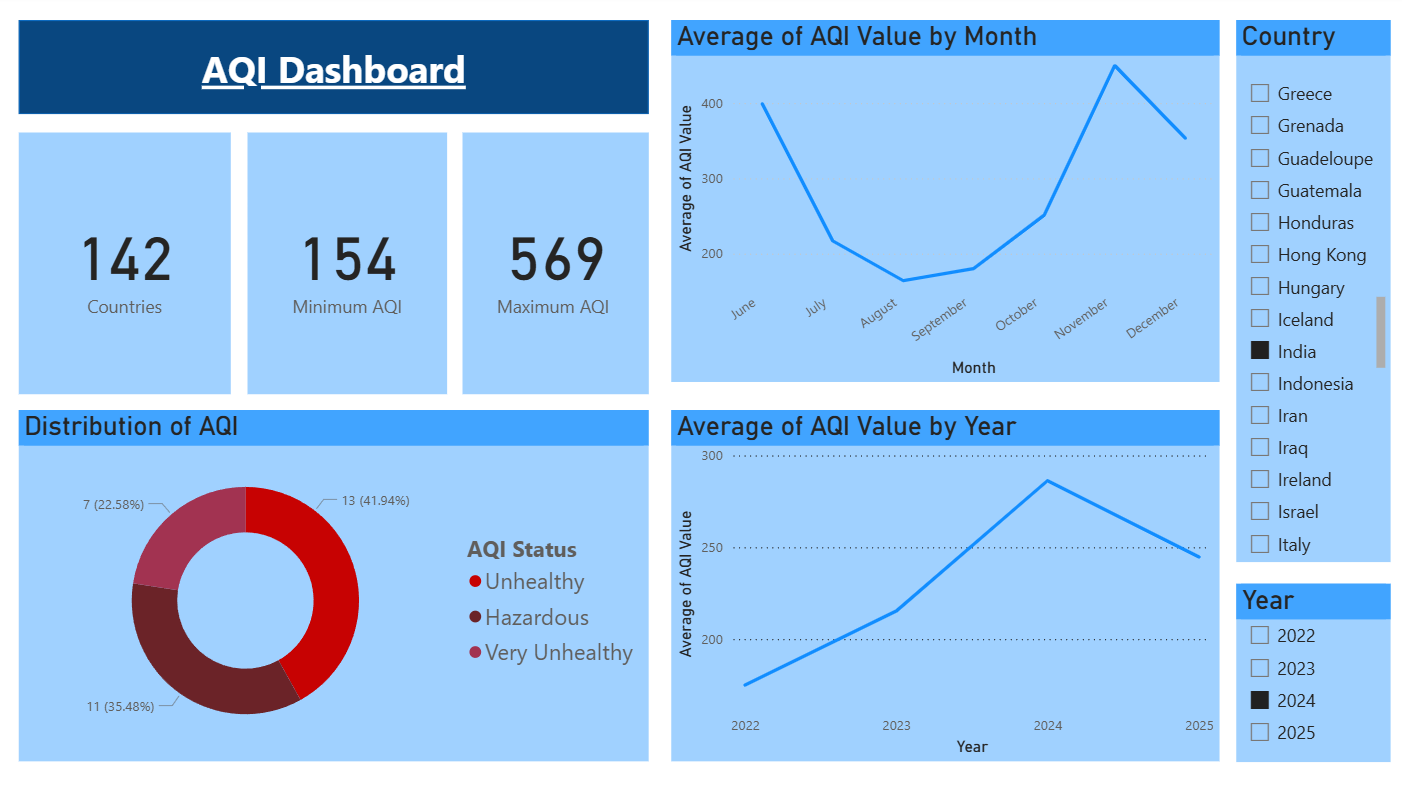 AQI Dashboard
142
Countries
154
Minimum AQI
569
Maximum AQI
Distribution of AQI
7 (22.58%)
13 (41.94%)
11 (35.48%)
AQI Status
Unhealthy
Hazardous
Very Unhealthy
Average of AQI Value by Month
Average of AQI Value
400
300
200
June
July
August
September
October
November
December
Month
Average of AQI Value by Year
Average of AQI Value
300
250
200
2022
2023
2024
2025
Year
Country
Greece
Grenada
Guadeloupe
Guatemala
Honduras
Hong Kong
Hungary
Iceland
India
Indonesia
Iran
Iraq
Ireland
Israel
Italy
Year
2022
2023
2024
2025